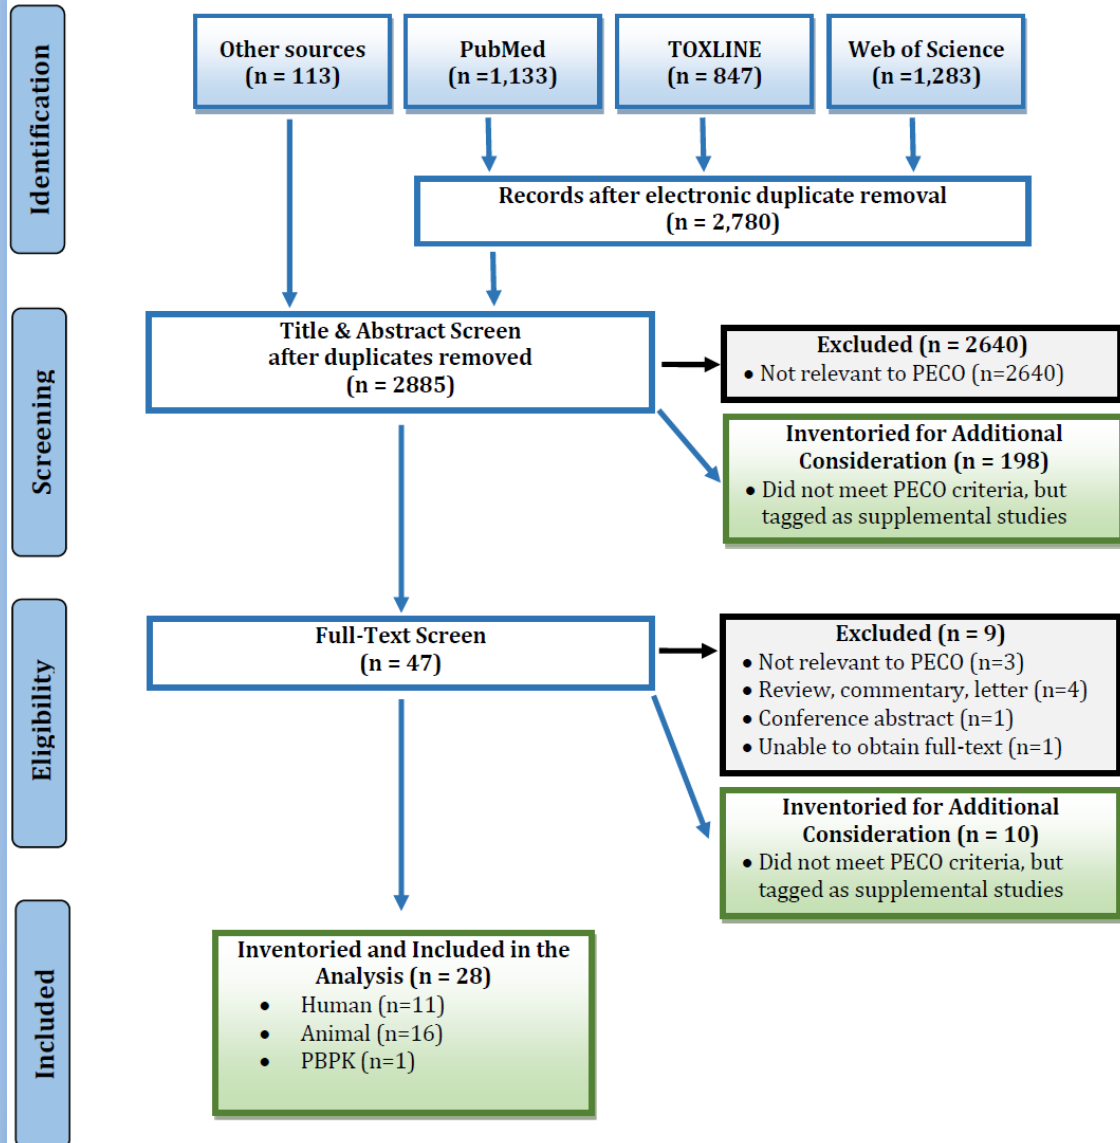 Identification
Other sources
(n = 113)
PubMed
(n =1,133)
TOXLINE
(n = 847)
Web of Science
(n =1,283)
Records after electronic duplicate removal
(n = 2,780)
Screening
Title & Abstract Screen
after duplicates removed
(n = 2885)
Excluded (n = 2640)
• Not relevant to PECO (n=2640)
Inventoried for Additional
Consideration (n = 198)
• Did not meet PECO criteria, but
tagged as supplemental studies
Eligibility
Full-Text Screen
(n = 47)
Excluded (n = 9)
• Not relevant to PECO (n=3)
• Review, commentary, letter (n=4)
• Conference abstract (n=1)
• Unable to obtain full-text (n=1)
Inventoried for Additional
Consideration (n = 10)
• Did not meet PECO criteria, but
tagged as supplemental studies
Included
Inventoried and Included in the
Analysis (n = 28)
• Human (n=11)
• Animal (n=16)
• PBPK (n=1)